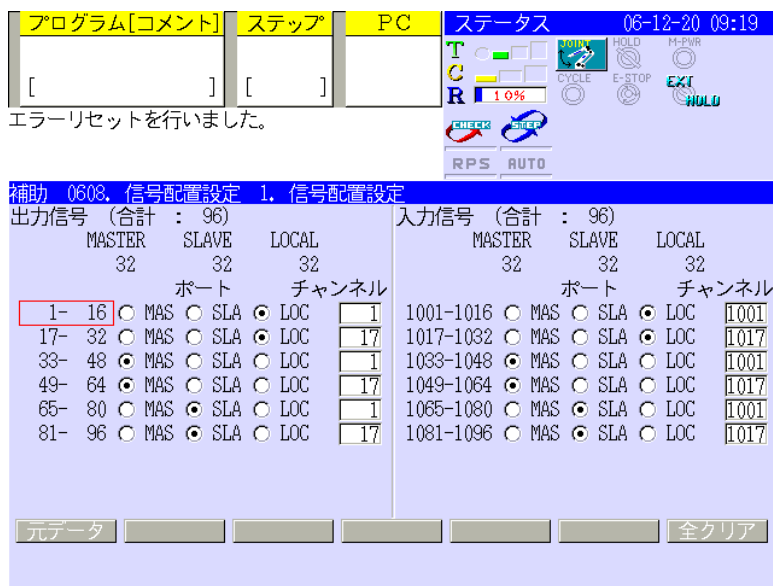 プログラム[コメント] ステップ PC ステータス 06-12-20 09:19
[ ] [ ]
T JOINT HOLD M-PWR
C CYCLE E-STOP EXT HOLD
R 10%
エラーリセットを行いました。
CHECK STEP
RPS AUTO
補助 0608. 信号配置設定 1. 信号配置設定
出力信号 (合計 : 96) 入力信号 (合計 : 96)
MASTER SLAVE LOCAL MASTER SLAVE LOCAL
32 32 32 32 32 32
ポート チャンネル ポート チャンネル
1- 16 MAS SLA LOC 1 1001-1016 MAS SLA LOC 1001
17- 32 MAS SLA LOC 17 1017-1032 MAS SLA LOC 1017
33- 48 MAS SLA LOC 1 1033-1048 MAS SLA LOC 1001
49- 64 MAS SLA LOC 17 1049-1064 MAS SLA LOC 1017
65- 80 MAS SLA LOC 1 1065-1080 MAS SLA LOC 1001
81- 96 MAS SLA LOC 17 1081-1096 MAS SLA LOC 1017
元データ 全クリア